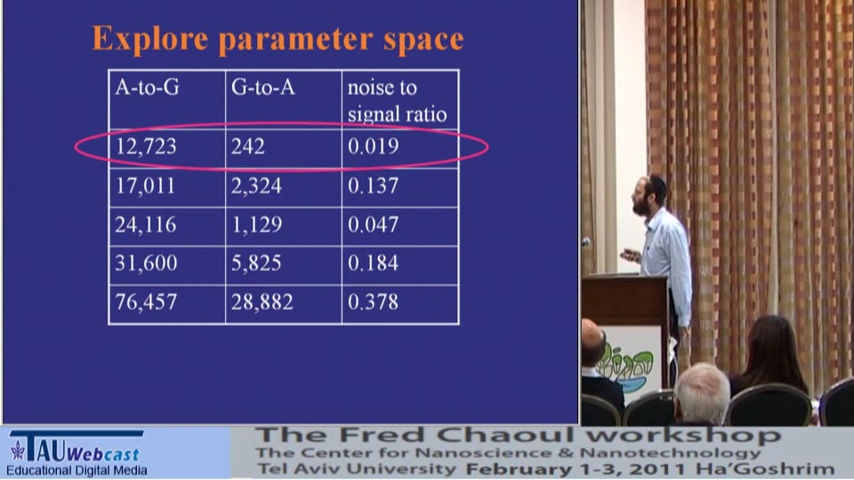 Explore parameter space
A-to-G G-to-A noise to signal ratio
12,723 242 0.019
17,011 2,324 0.137
24,116 1,129 0.047
31,600 5,825 0.184
76,457 28,882 0.378
TAU Webcast
Educational Digital Media
The Fred Chaoul workshop
The Center for Nanoscience & Nanotechnology
Tel Aviv University February 1-3, 2011 Ha'Goshrim